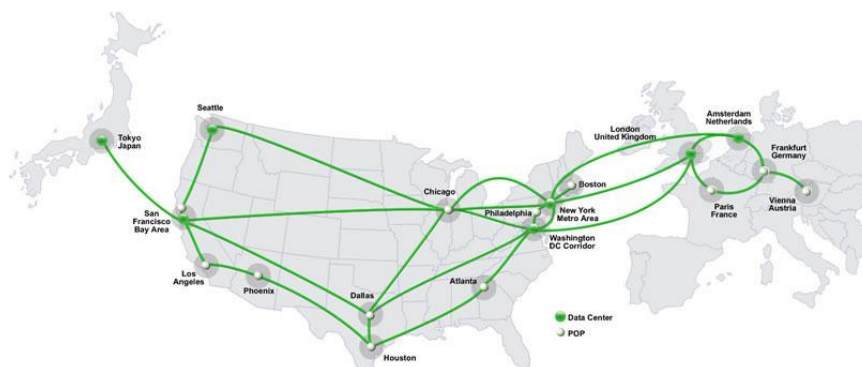 Seattle
Tokyo
Japan
San
Francisco
Bay Area
Los
Angeles
Phoenix
Dallas
Houston
Chicago
Atlanta
Philadelphia
Boston
New York
Metro Area
Washington
DC Corridor
London
United Kingdom
Amsterdam
Netherlands
Frankfurt
Germany
Paris
France
Vienna
Austria
Data Center
POP